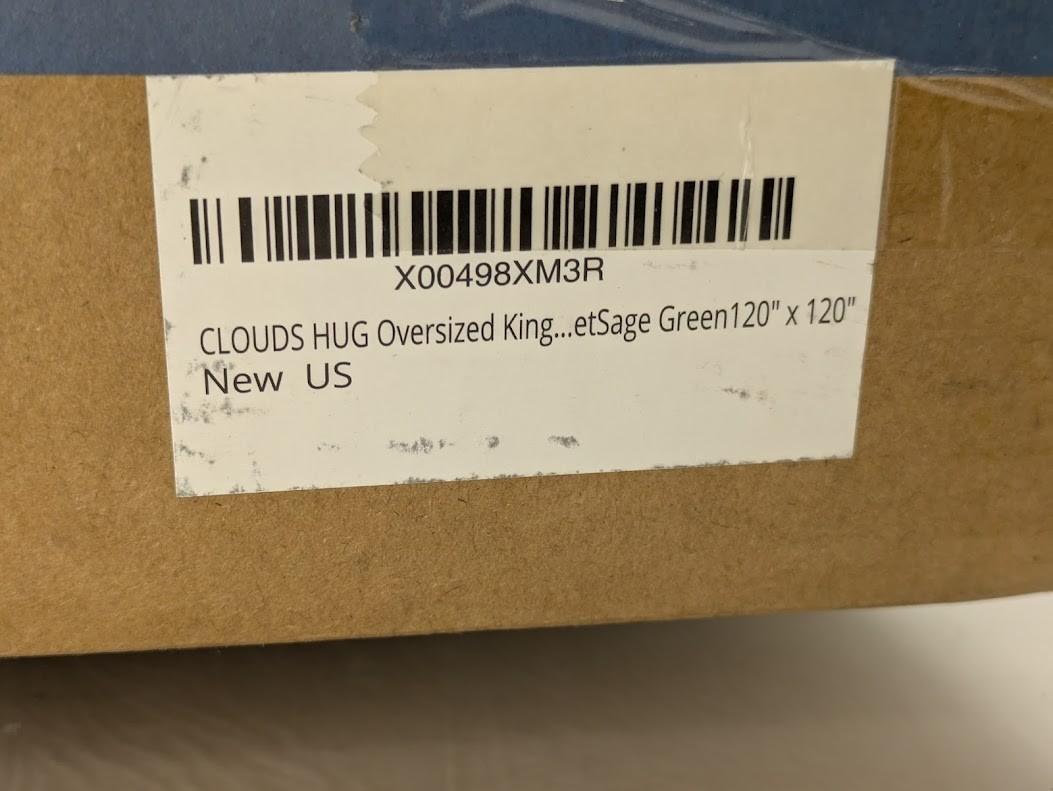 X00498XM3R
CLOUDS HUG Oversized King...etSage Green120" x 120"
New US